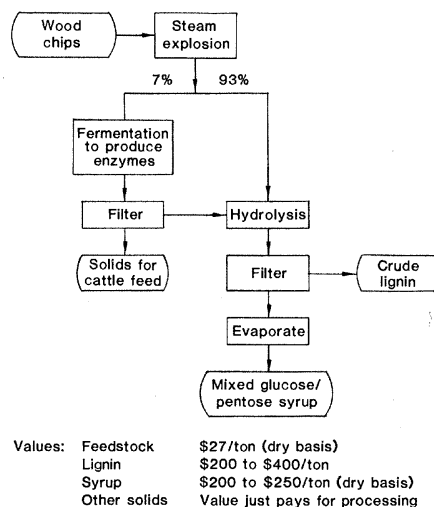 Wood
chips
Steam
explosion
7% 93%
Fermentation
to produce
enzymes
Filter
Hydrolysis
Solids for
cattle feed
Filter
Crude
lignin
Evaporate
Mixed glucose/
pentose syrup
Values: Feedstock $27/ton (dry basis)
Lignin $200 to $400/ton
Syrup $200 to $250/ton (dry basis)
Other solids Value just pays for processing